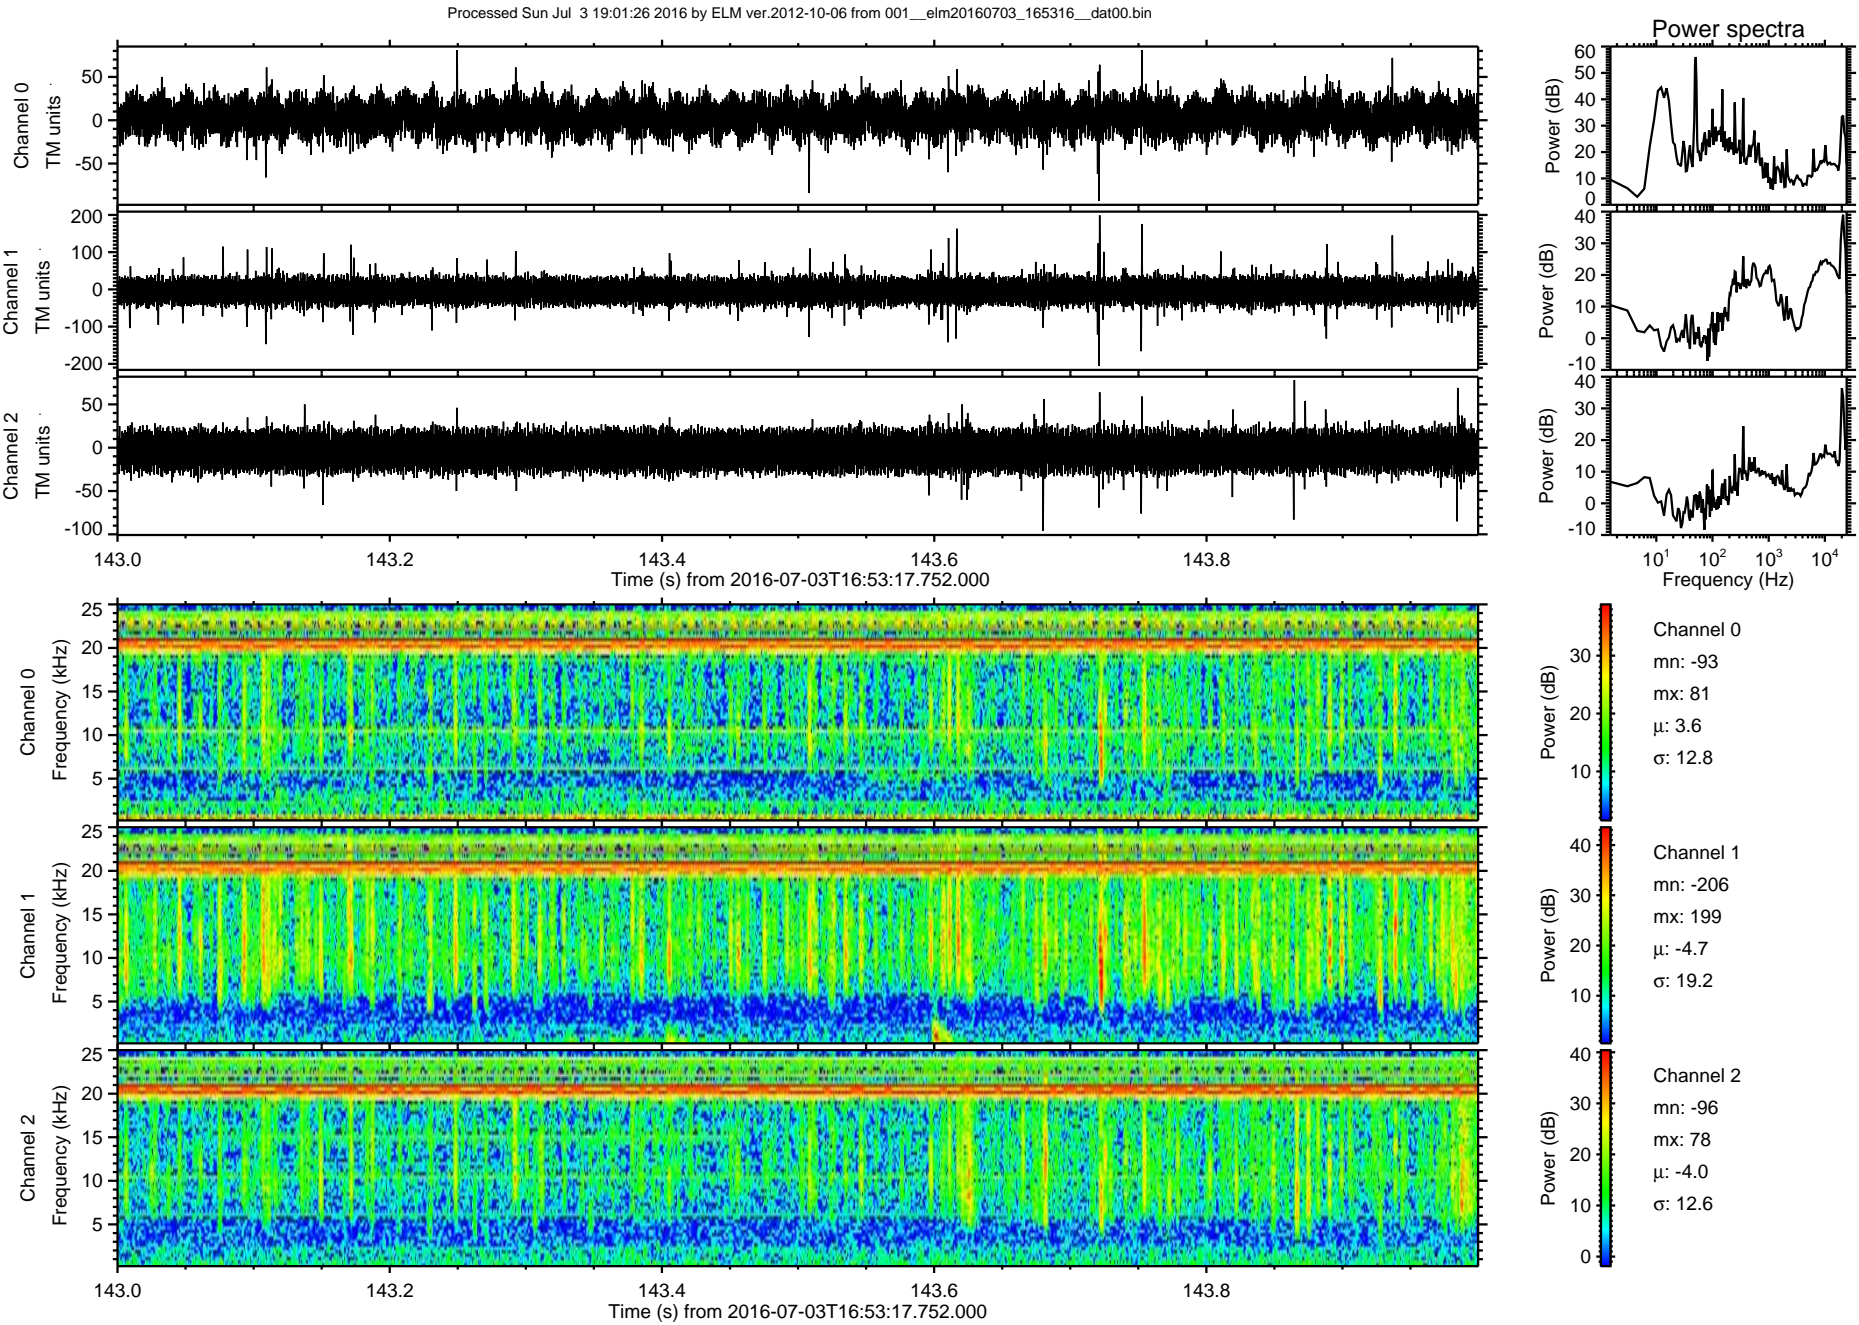 Processed Sun Jul 3 19:01:26 2016 by ELM ver.2012-10-06 from 001__elm20160703_165316__dat00.bin
Power spectra
Channel 0
TM units
50
0
-50
Power (dB)
60
50
40
30
20
10
0
Channel 1
TM units
200
100
0
-100
-200
Power (dB)
40
30
20
10
0
-10
Channel 2
TM units
50
0
-50
-100
Power (dB)
40
30
20
10
0
-10
143.0 143.2 143.4 143.6 143.8
Time (s) from 2016-07-03T16:53:17.752.000
10¹ 10² 10³ 10⁴
Frequency (Hz)
Channel 0
Frequency (kHz)
25
20
15
10
5
Power (dB)
30
20
10
Channel 0
mn: -93
mx: 81
μ: 3.6
σ: 12.8
Channel 1
Frequency (kHz)
25
20
15
10
5
Power (dB)
40
30
20
10
Channel 1
mn: -206
mx: 199
μ: -4.7
σ: 19.2
Channel 2
Frequency (kHz)
25
20
15
10
5
Power (dB)
40
30
20
10
0
Channel 2
mn: -96
mx: 78
μ: -4.0
σ: 12.6
143.0 143.2 143.4 143.6 143.8
Time (s) from 2016-07-03T16:53:17.752.000